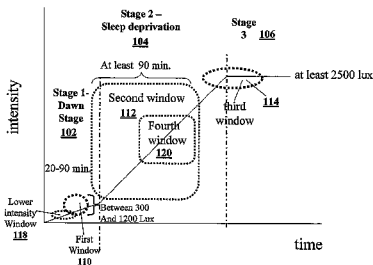 Stage 2 –
Sleep deprivation
104
Stage
3 106
At least 90 min.
at least 2500 lux
Stage 1-
Dawn
Stage
102
intensity
Second window
112
114
third
window
Fourth
window
120
20-90 min.
Lower
intensity
Window
118
Between 300
And 1200 Lux
First
Window
110
time